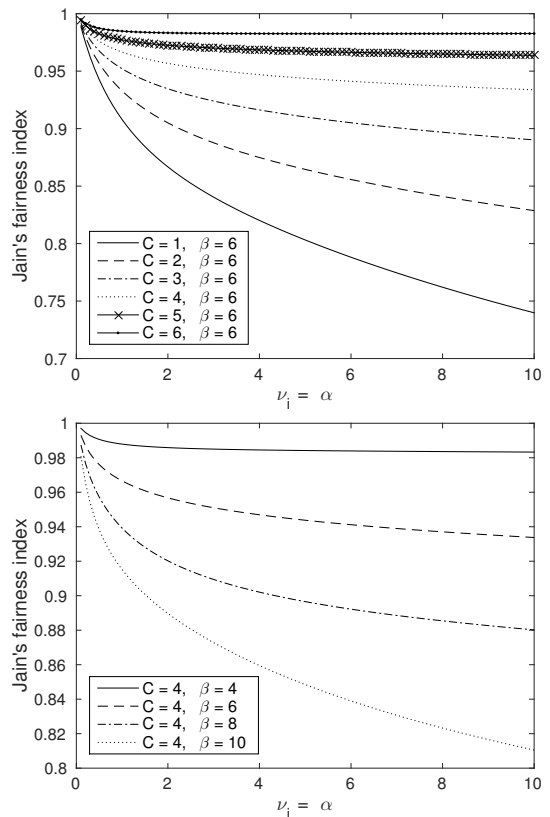 1
0.95
0.9
0.85
0.8
0.75
0.7
Jain's fairness index
C = 1, β = 6
C = 2, β = 6
C = 3, β = 6
C = 4, β = 6
C = 5, β = 6
C = 6, β = 6
0 2 4 6 8 10
ν_i = α
1
0.98
0.96
0.94
0.92
0.9
0.88
0.86
0.84
0.82
0.8
Jain's fairness index
C = 4, β = 4
C = 4, β = 6
C = 4, β = 8
C = 4, β = 10
0 2 4 6 8 10
ν_i = α